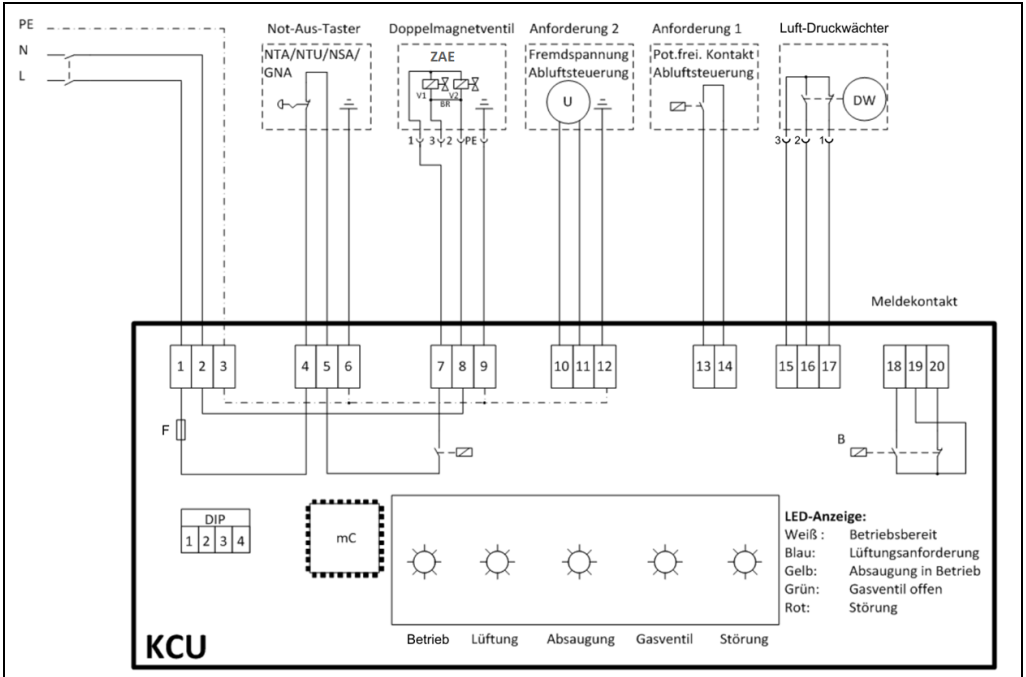 PE
N
L
Not-Aus-Taster
Doppelmagnetventil
Anforderung 2
Anforderung 1
Luft-Druckwächter
NTA/NTU/NSA/
GNA
ZAE
V1
V2
BR
Fremdspannung
Abluftsteuerung
U
Pot.frei. Kontakt
Abluftsteuerung
DW
1 3 2 PE
3 2 1
Meldekontakt
1 2 3
4 5 6
7 8 9
10 11 12
13 14
15 16 17
18 19 20
F
B
DIP
1 2 3 4
mC
LED-Anzeige:
Weiß : Betriebsbereit
Blau: Lüftungsanforderung
Gelb: Absaugung in Betrieb
Grün: Gasventil offen
Rot: Störung
Betrieb Lüftung Absaugung Gasventil Störung
KCU